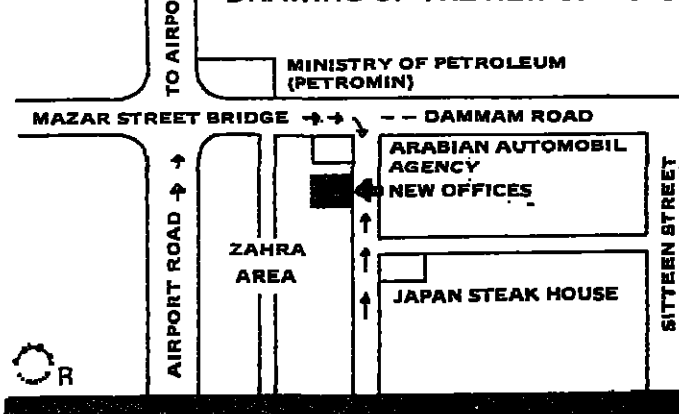 TO AIRPO
MINISTRY OF PETROLEUM
(PETROMIN)
MAZAR STREET BRIDGE
DAMMAM ROAD
ARABIAN AUTOMOBIL
AGENCY
NEW OFFICES
AIRPORT ROAD
ZAHRA
AREA
JAPAN STEAK HOUSE
SITTEEN STREET
R